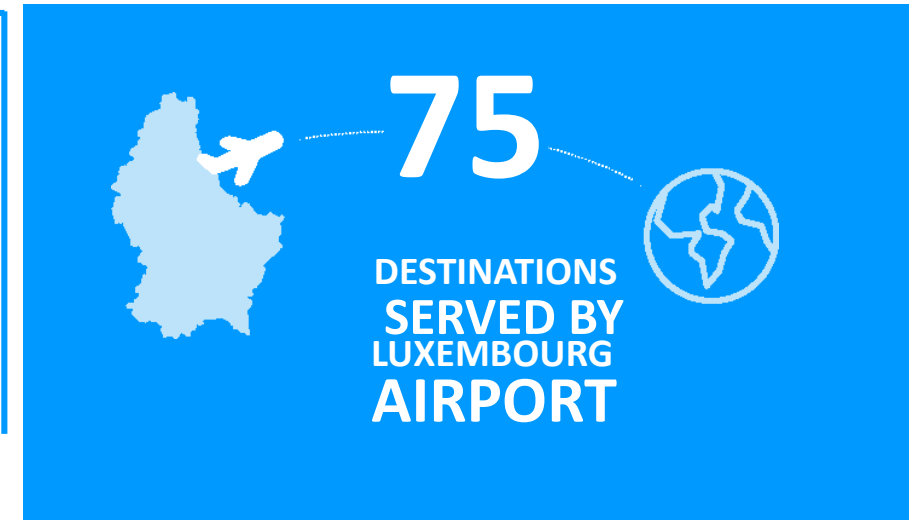 75
DESTINATIONS
SERVED BY
LUXEMBOURG
AIRPORT